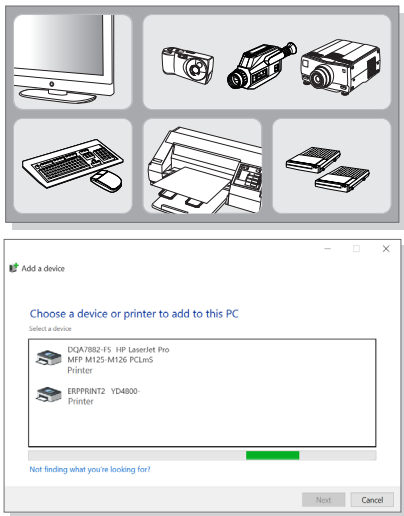 Add a device
Choose a device or printer to add to this PC
Select a device
DQA7882-F5 HP LaserJet Pro
MFP M125-M126 PCLmS
Printer
ERPPRINT2 YD4800-
Printer
Not finding what you're looking for?
Next
Cancel